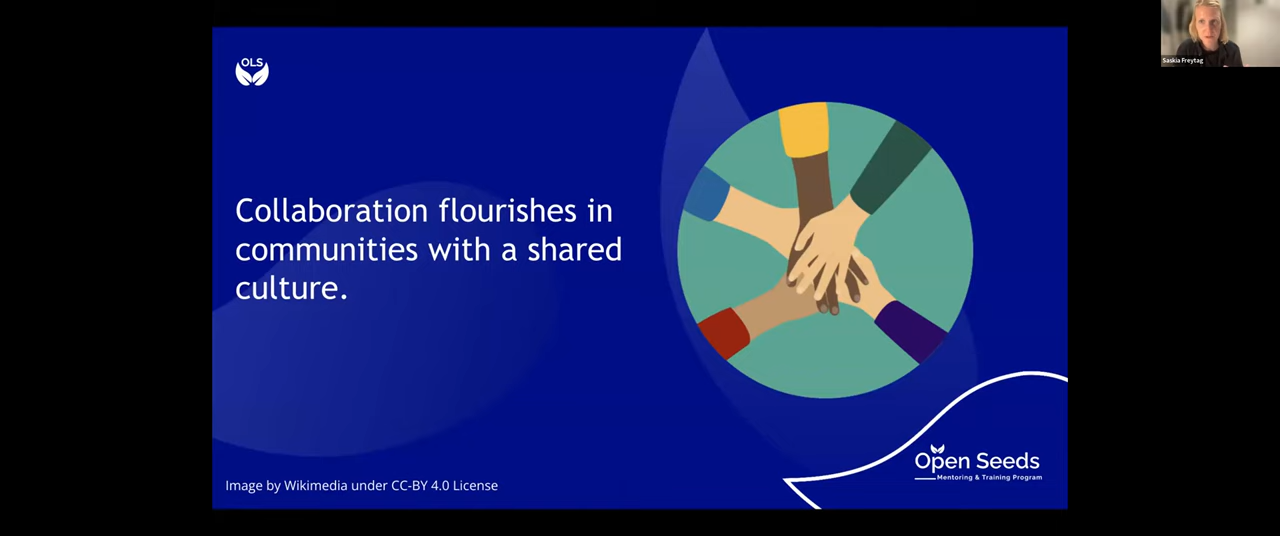 OLS
Saskia Freytag
Collaboration flourishes in
communities with a shared
culture.
Open Seeds
Mentoring & Training Program
Image by Wikimedia under CC-BY 4.0 License